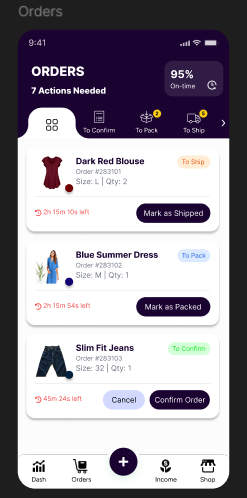 Orders
9:41
ORDERS
7 Actions Needed
95%
On-time
To Confirm
2
To Pack
5
To Ship
Dark Red Blouse
To Ship
Order #283101
Size: L | Qty: 2
2h 15m 10s left
Mark as Shipped
Blue Summer Dress
To Pack
Order #283102
Size: M | Qty: 1
2h 15m 54s left
Mark as Packed
Slim Fit Jeans
To Confirm
Order #283103
Size: 32 | Qty: 1
45m 24s left
Cancel
Confirm Order
Dash
Orders
Income
Shop